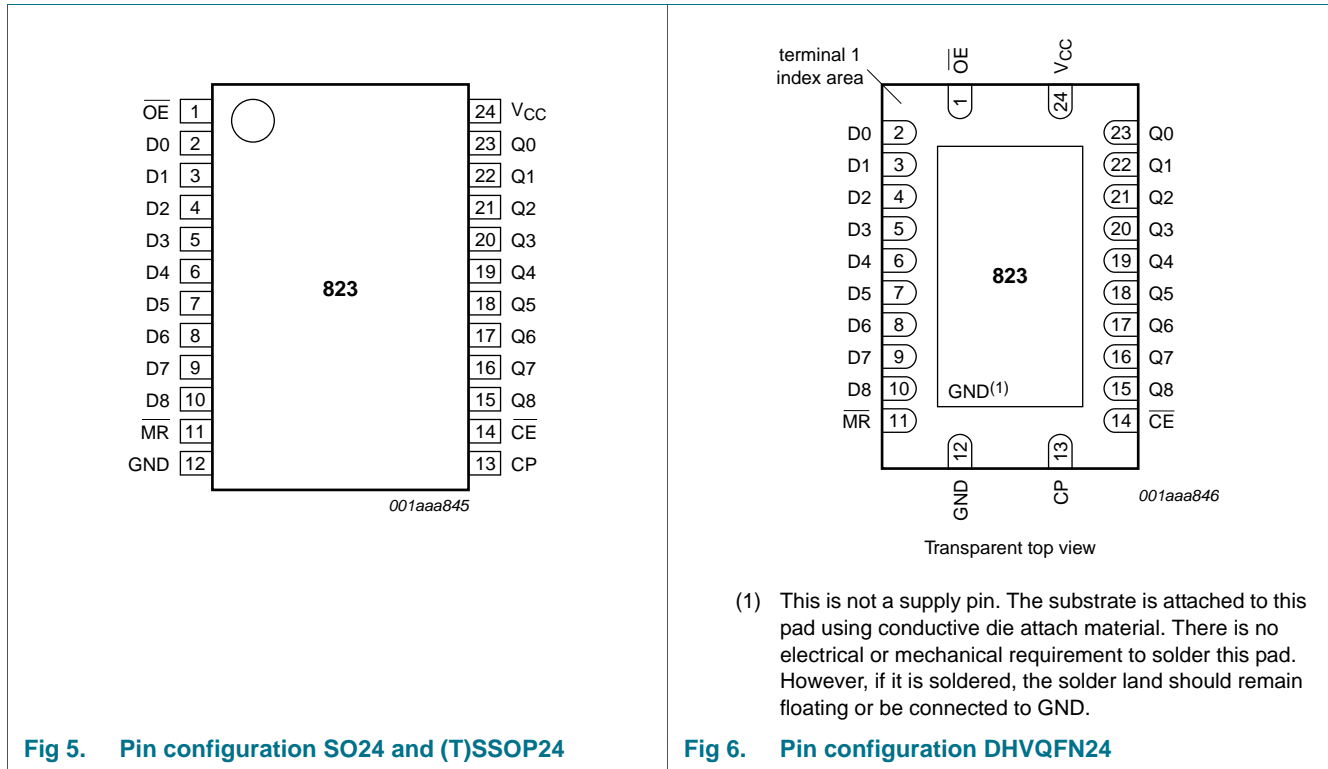 OE 1
D0 2
D1 3
D2 4
D3 5
D4 6
D5 7
D6 8
D7 9
D8 10
MR 11
GND 12
823
24 VCC
23 Q0
22 Q1
21 Q2
20 Q3
19 Q4
18 Q5
17 Q6
16 Q7
15 Q8
14 CE
13 CP
001aaa845
Fig 5. Pin configuration SO24 and (T)SSOP24
terminal 1
index area
OE
VCC
1
24
D0 2
D1 3
D2 4
D3 5
D4 6
D5 7
D6 8
D7 9
D8 10
MR 11
823
GND(1)
23 Q0
22 Q1
21 Q2
20 Q3
19 Q4
18 Q5
17 Q6
16 Q7
15 Q8
14 CE
12
13
GND
CP
001aaa846
Transparent top view
(1) This is not a supply pin. The substrate is attached to this
pad using conductive die attach material. There is no
electrical or mechanical requirement to solder this pad.
However, if it is soldered, the solder land should remain
floating or be connected to GND.
Fig 6. Pin configuration DHVQFN24